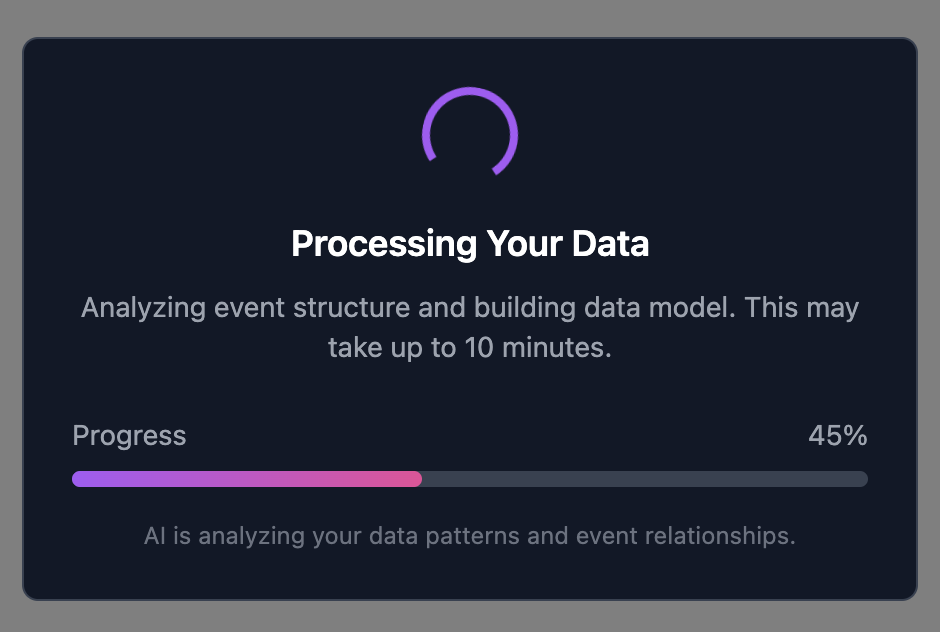 Processing Your Data
Analyzing event structure and building data model. This may
take up to 10 minutes.
Progress 45%
AI is analyzing your data patterns and event relationships.